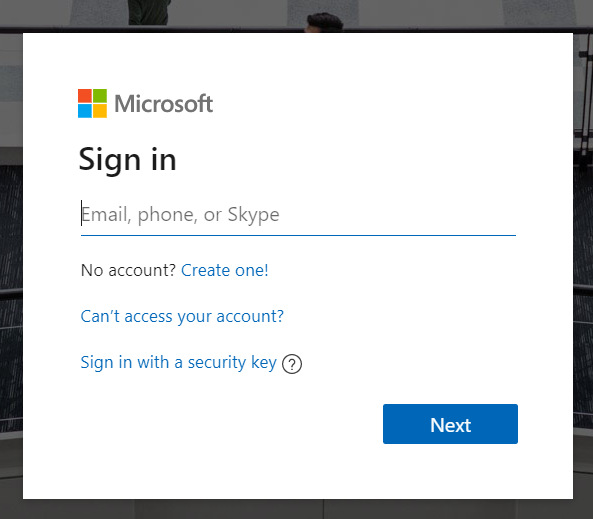 Microsoft
Sign in
Email, phone, or Skype
No account? Create one!
Can’t access your account?
Sign in with a security key
?
Next